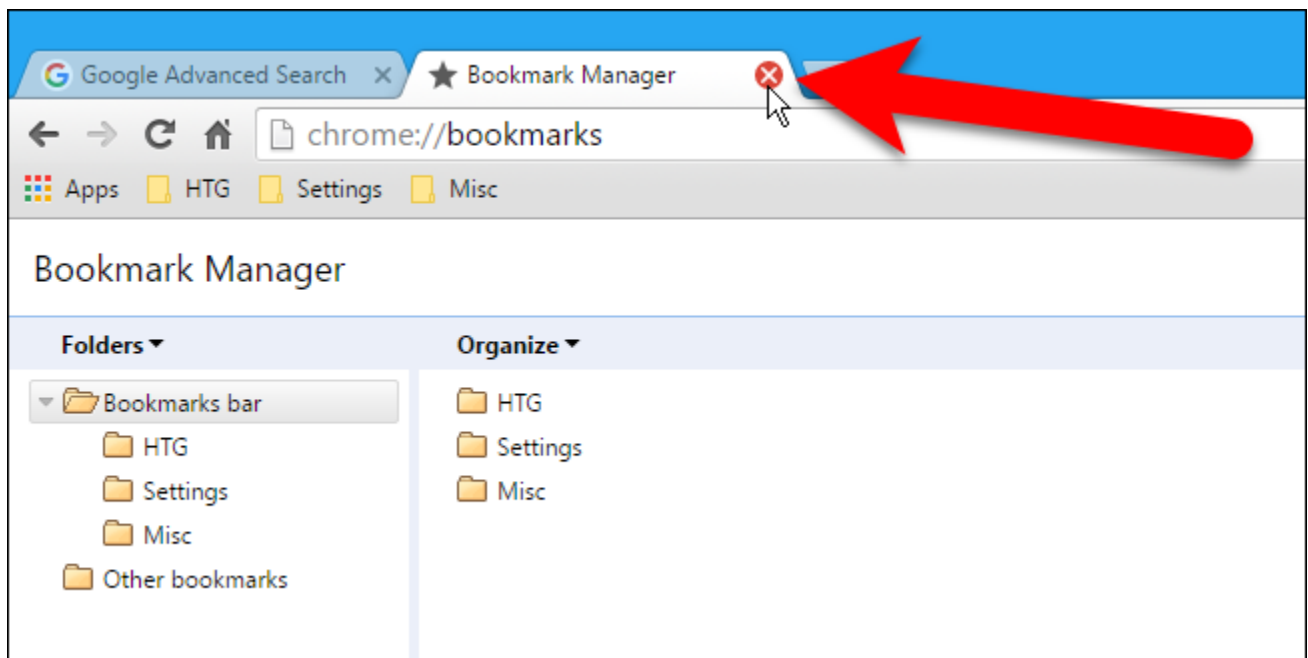 Google Advanced Search Bookmark Manager
chrome://bookmarks
Apps HTG Settings Misc
Bookmark Manager
Folders Organize
Bookmarks bar HTG
HTG Settings
Settings Misc
Misc
Other bookmarks